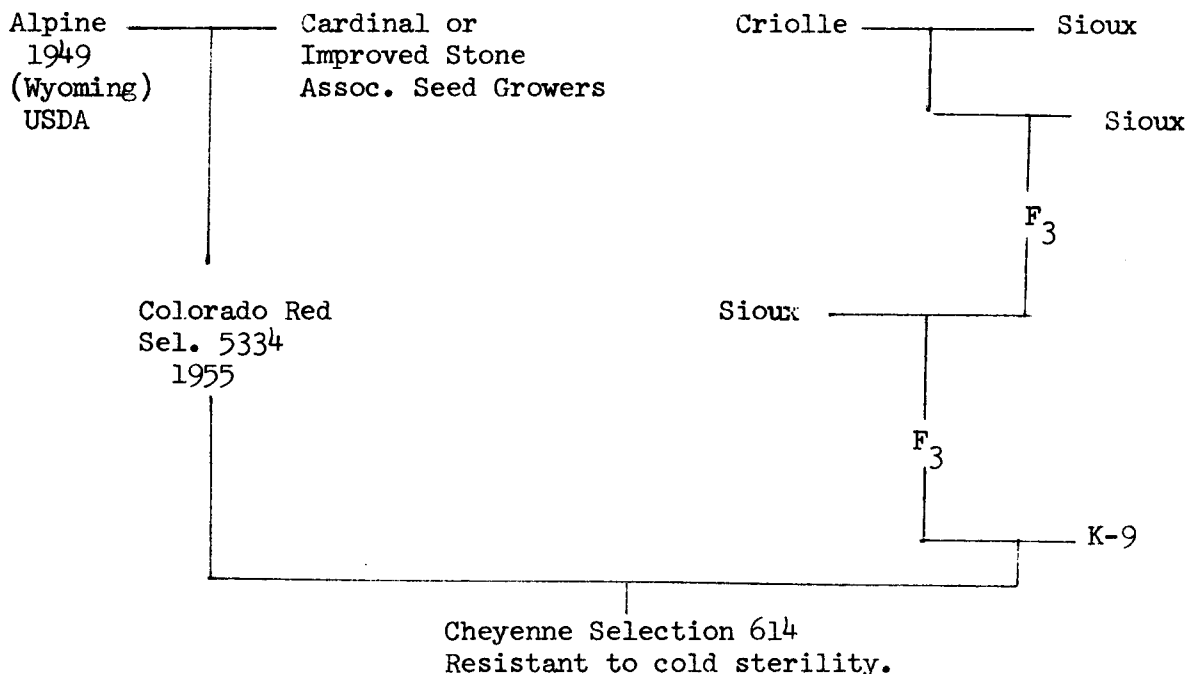 Alpine
1949
(Wyoming)
USDA
Cardinal or
Improved Stone
Assoc. Seed Growers
Criolle
Sioux
Sioux
F3
Sioux
Colorado Red
Sel. 5334
1955
F3
K-9
Cheyenne Selection 614
Resistant to cold sterility.